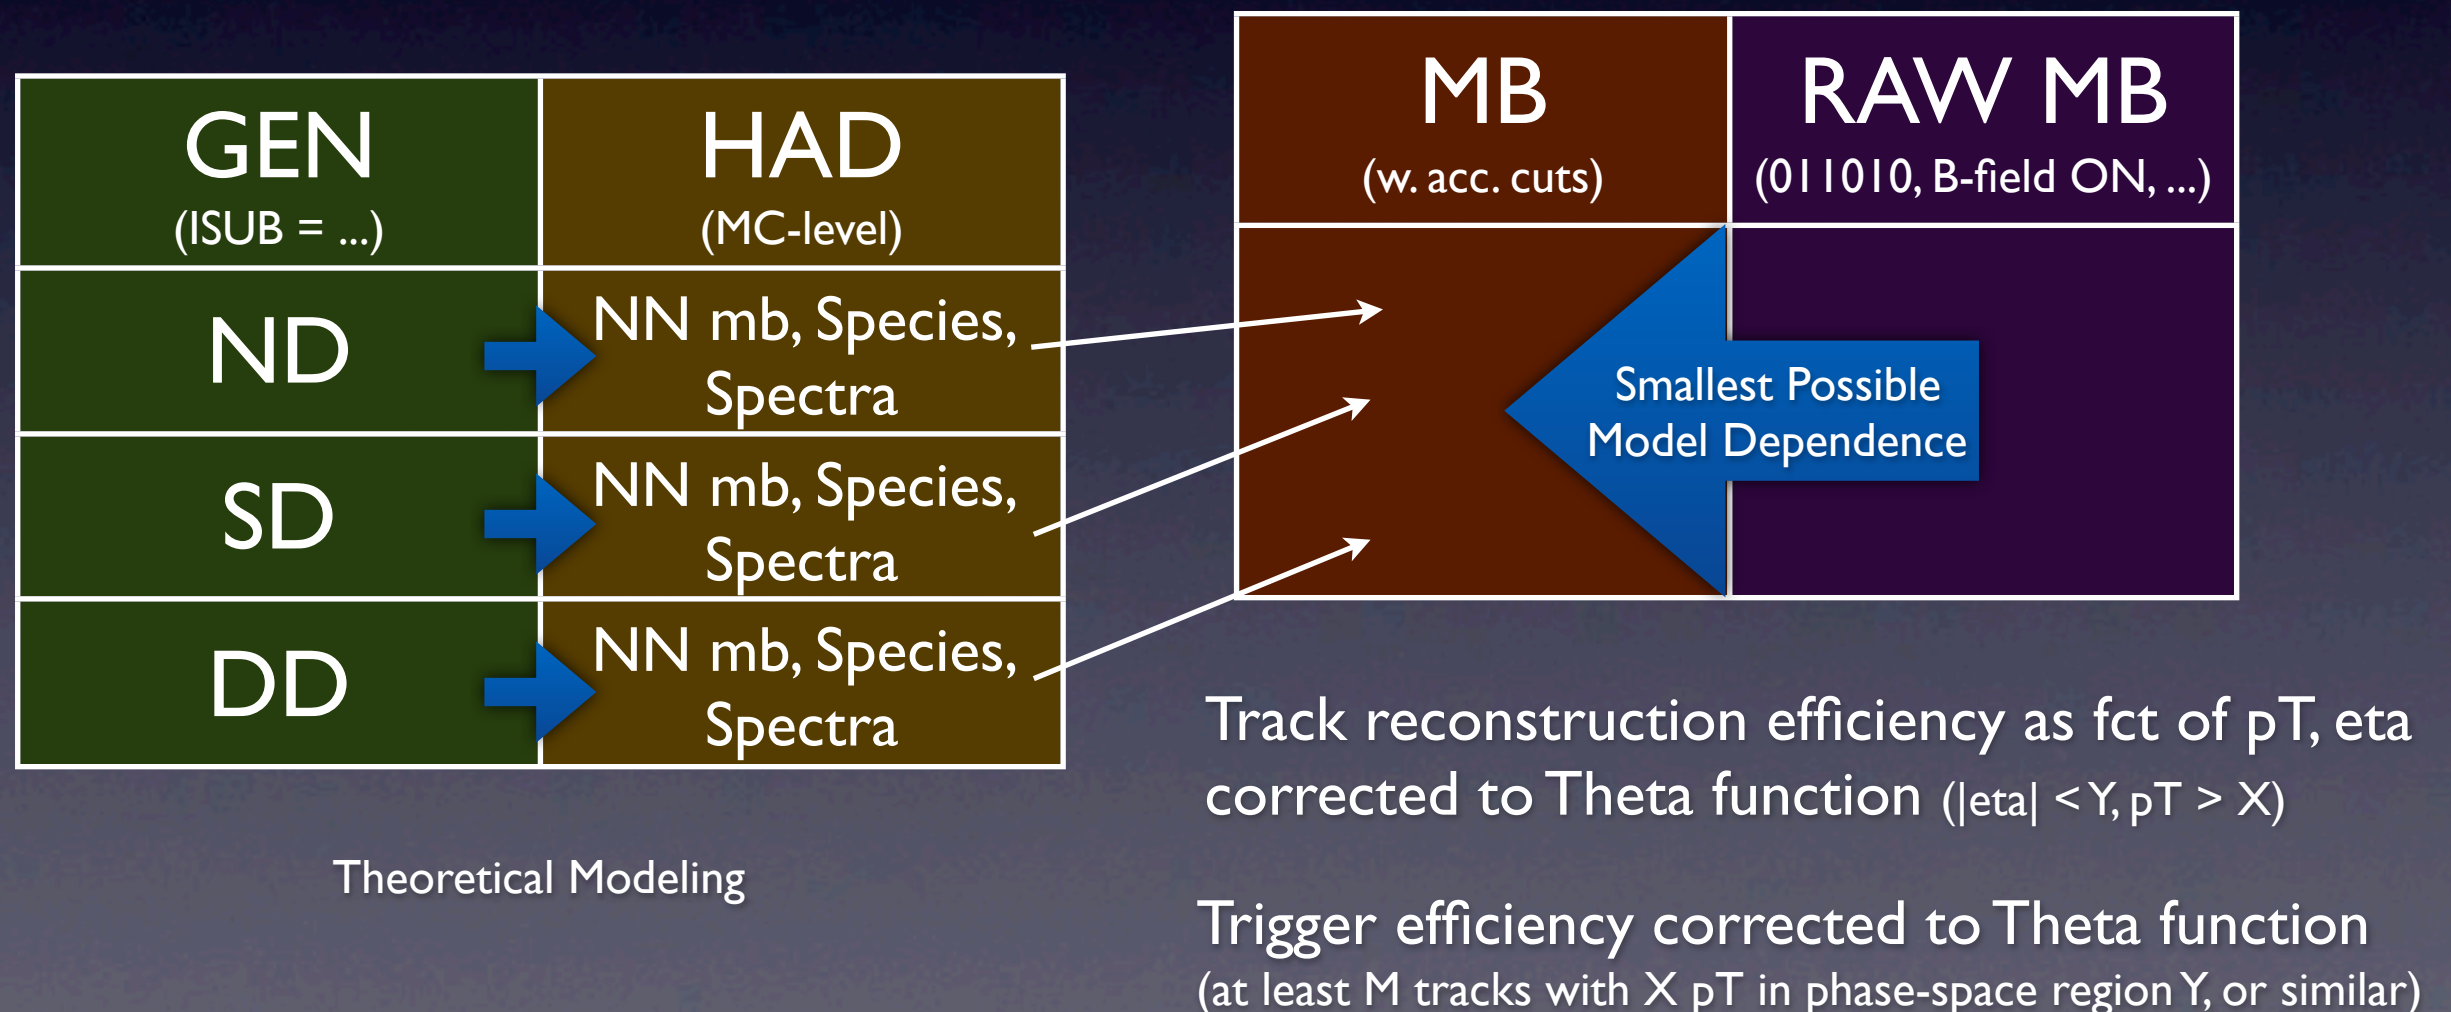 GEN
(ISUB = ...)
HAD
(MC-level)
ND
NN mb, Species,
Spectra
SD
NN mb, Species,
Spectra
DD
NN mb, Species,
Spectra
Theoretical Modeling
MB
(w. acc. cuts)
RAW MB
(011010, B-field ON, ...)
Smallest Possible
Model Dependence
Track reconstruction efficiency as fct of pT, eta
corrected to Theta function (|eta| < Y, pT > X)
Trigger efficiency corrected to Theta function
(at least M tracks with X pT in phase-space region Y, or similar)